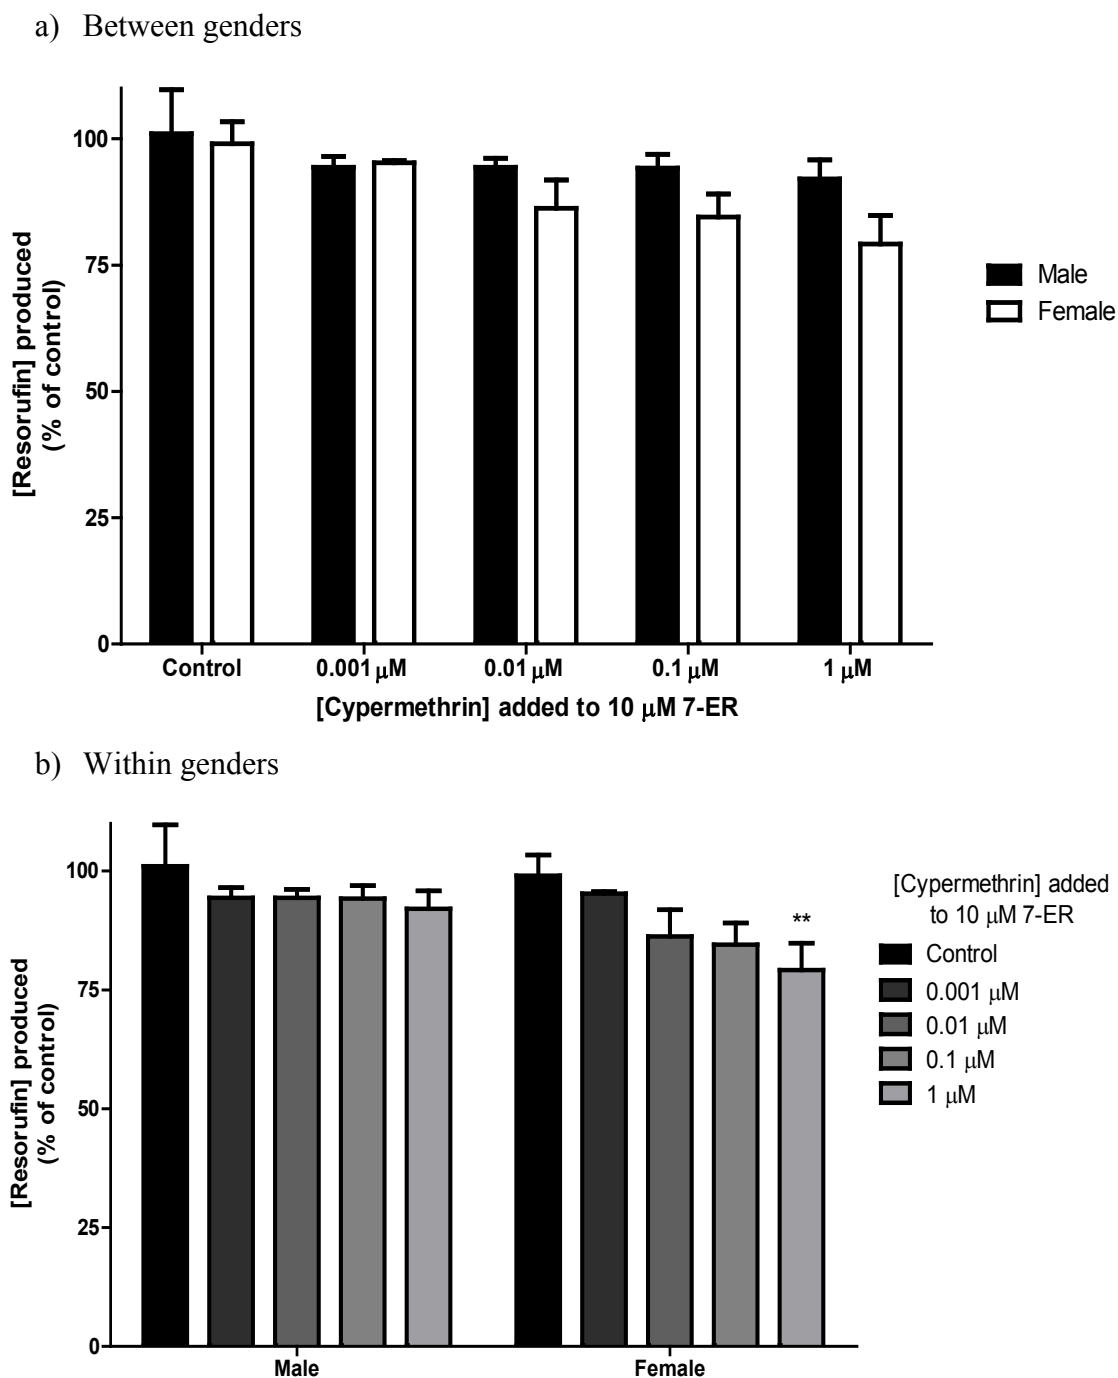 a) Between genders
100
75
50
25
0
[Resorufin] produced
(% of control)
Male
Female
Control 0.001 μM 0.01 μM 0.1 μM 1 μM
[Cypermethrin] added to 10 μM 7-ER
b) Within genders
100
75
50
25
0
[Resorufin] produced
(% of control)
**
[Cypermethrin] added
to 10 μM 7-ER
Control
0.001 μM
0.01 μM
0.1 μM
1 μM
Male Female